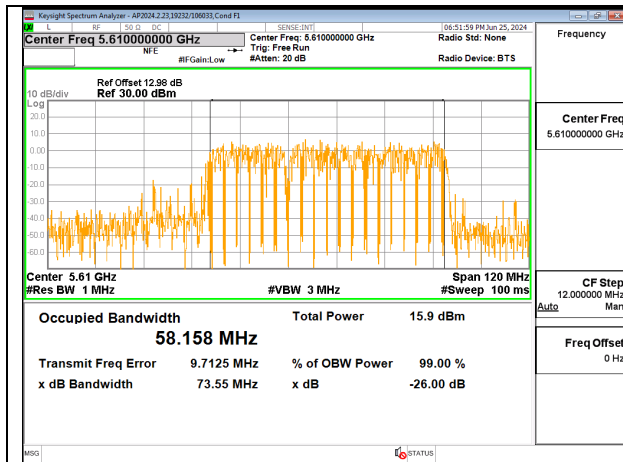 Keysight Spectrum Analyzer - AP2024.2.23,19232/106033,Cond F1
L RF 50 Ω DC SENSE:INT 06:51:59 PM Jun 25, 2024
Center Freq 5.610000000 GHz Center Freq: 5.610000000 GHz Radio Std: None
NFE Trig: Free Run
#IFGain:Low #Atten: 20 dB Radio Device: BTS
Frequency
Ref Offset 12.98 dB
10 dB/div Ref 30.00 dBm
Log
20.0
10.0
0.00
-10.0
-20.0
-30.0
-40.0
-50.0
-60.0
Center Freq
5.610000000 GHz
Center 5.61 GHz Span 120 MHz
#Res BW 1 MHz #VBW 3 MHz #Sweep 100 ms
CF Step
12.000000 MHz
Auto Man
Occupied Bandwidth Total Power 15.9 dBm
58.158 MHz
Freq Offset
0 Hz
Transmit Freq Error 9.7125 MHz % of OBW Power 99.00 %
x dB Bandwidth 73.55 MHz x dB -26.00 dB
MSG STATUS